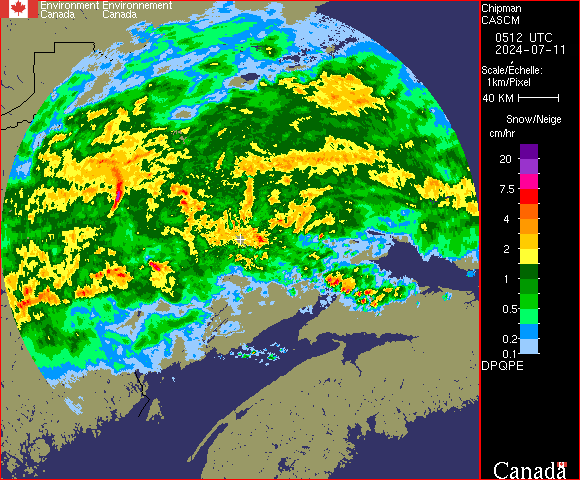 Environment Environnement
Canada Canada
Chipman
CASCM
0512 UTC
2024-07-11
Scale/Échelle:
1km/Pixel
40 KM
Snow/Neige
cm/hr
20
7.5
4
2
1
0.5
0.2
0.1
DPQPE
Canada